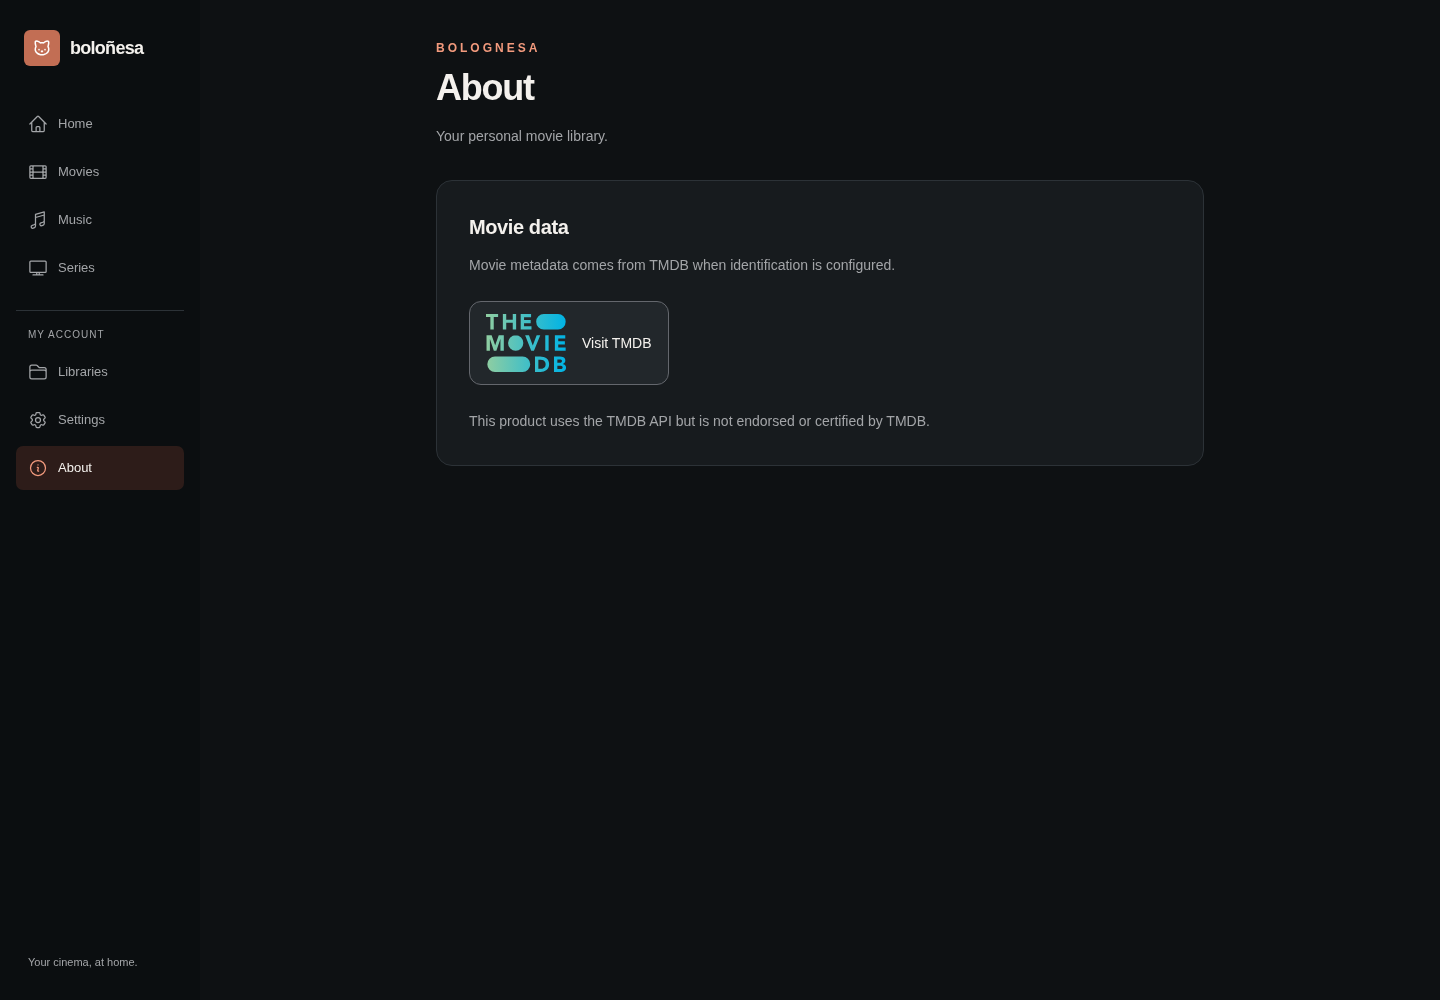 boloñesa
Home
Movies
Music
Series
MY ACCOUNT
Libraries
Settings
About
Your cinema, at home.
BOLOGNESA
About
Your personal movie library.
Movie data
Movie metadata comes from TMDB when identification is configured.
THE
MOVIE
DB
Visit TMDB
This product uses the TMDB API but is not endorsed or certified by TMDB.